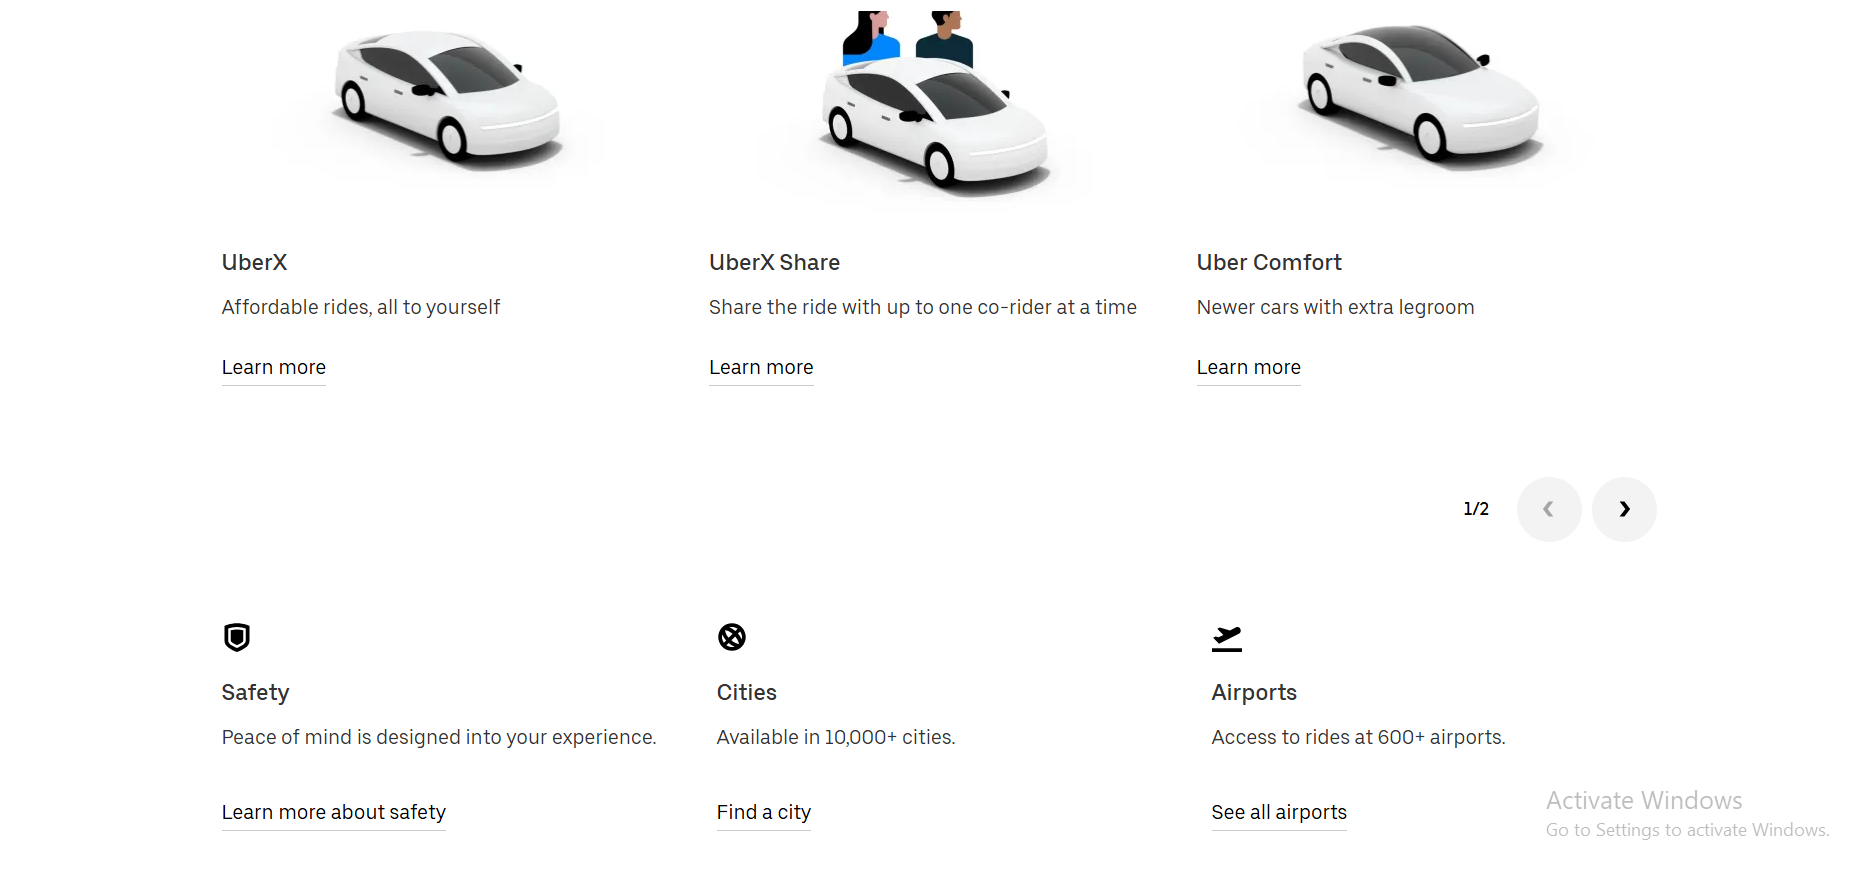 UberX
Affordable rides, all to yourself
Learn more
UberX Share
Share the ride with up to one co-rider at a time
Learn more
Uber Comfort
Newer cars with extra legroom
Learn more
1/2
Safety
Peace of mind is designed into your experience.
Learn more about safety
Cities
Available in 10,000+ cities.
Find a city
Airports
Access to rides at 600+ airports.
See all airports
Activate Windows
Go to Settings to activate Windows.